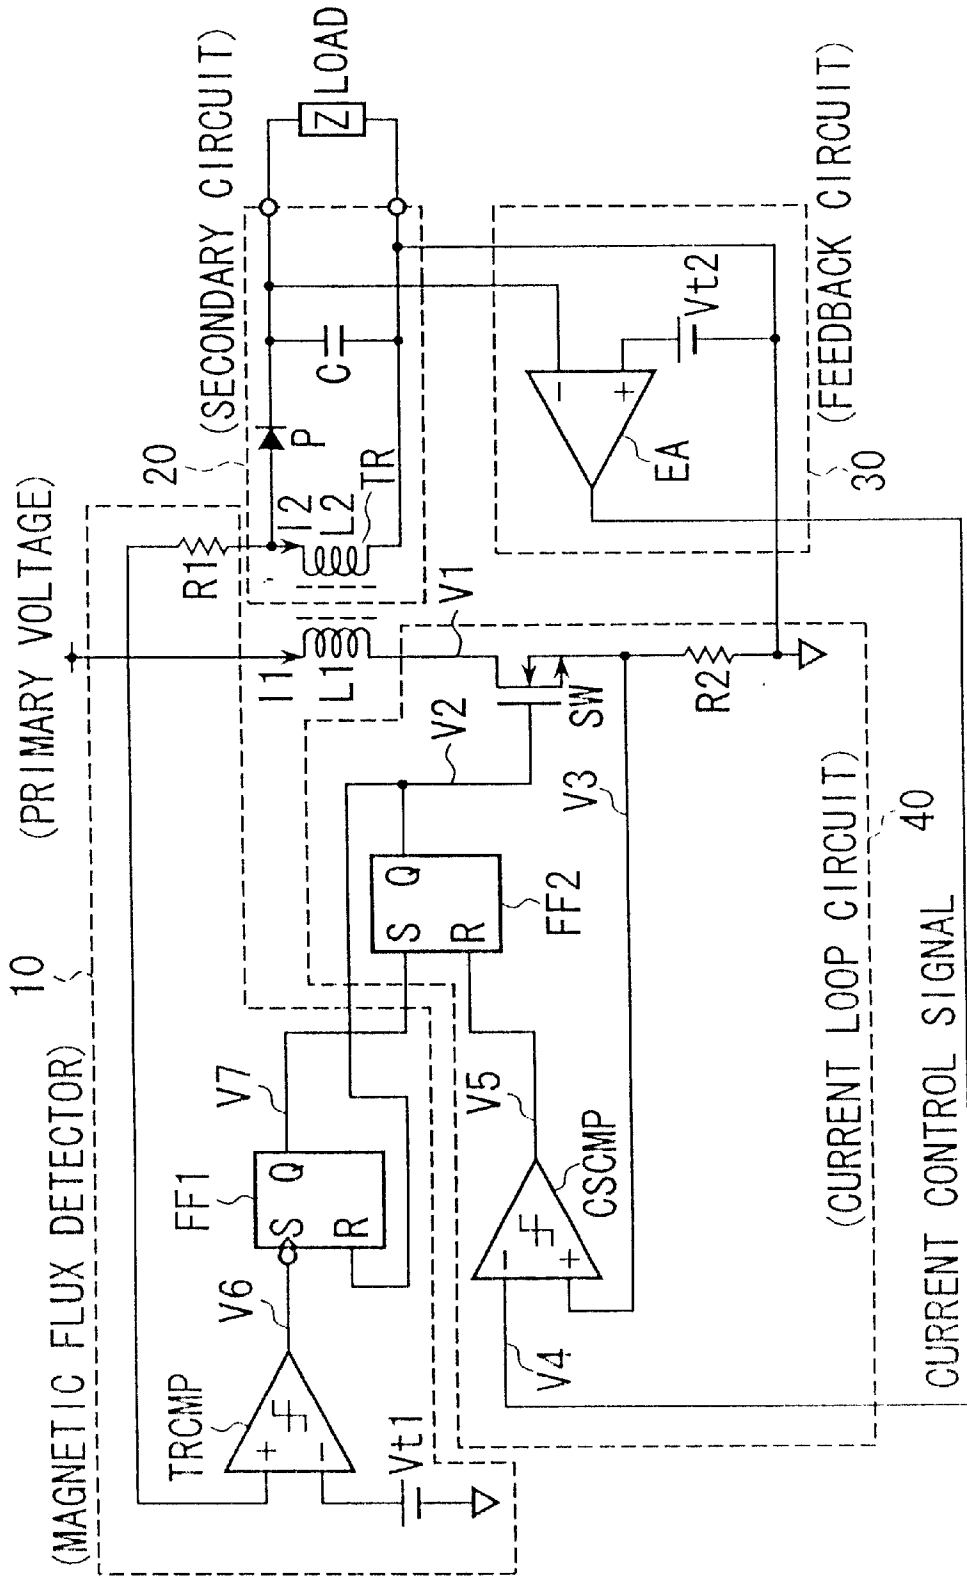 (MAGNETIC FLUX DETECTOR)
10
(PRIMARY VOLTAGE)
20
(SECONDARY CIRCUIT)
R1
I1
L1
I2
L2
TR
P
C
Z
LOAD
TRCMP
+
−
Vt1
V6
FF1
S
R
Q
V7
V2
V1
FF2
S
R
Q
SW
V3
R2
V5
CSCMP
−
+
V4
(CURRENT LOOP CIRCUIT)
40
EA
−
+
Vt2
30
(FEEDBACK CIRCUIT)
CURRENT CONTROL SIGNAL